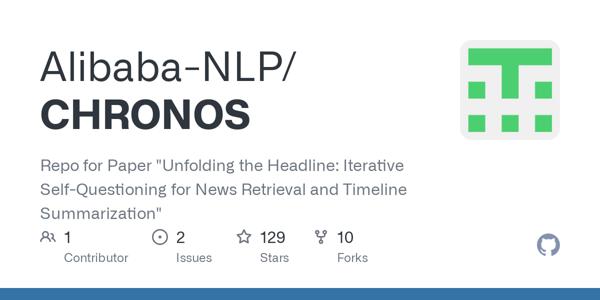 Alibaba-NLP/
CHRONOS
Repo for Paper "Unfolding the Headline: Iterative
Self-Questioning for News Retrieval and Timeline
Summarization"
1 2 129 10
Contributor Issues Stars Forks